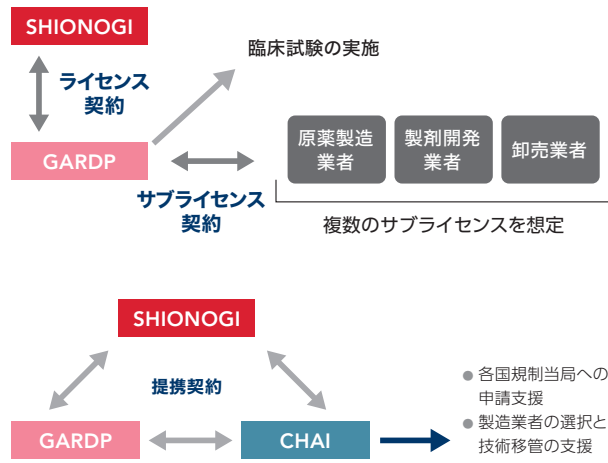 SHIONOGI
臨床試験の実施
ライセンス
契約
GARDP
原薬製造
業者
製剤開発
業者
卸売業者
サブライセンス
契約
複数のサブライセンスを想定
SHIONOGI
提携契約
GARDP
CHAI
● 各国規制当局への
申請支援
● 製造業者の選択と
技術移管の支援